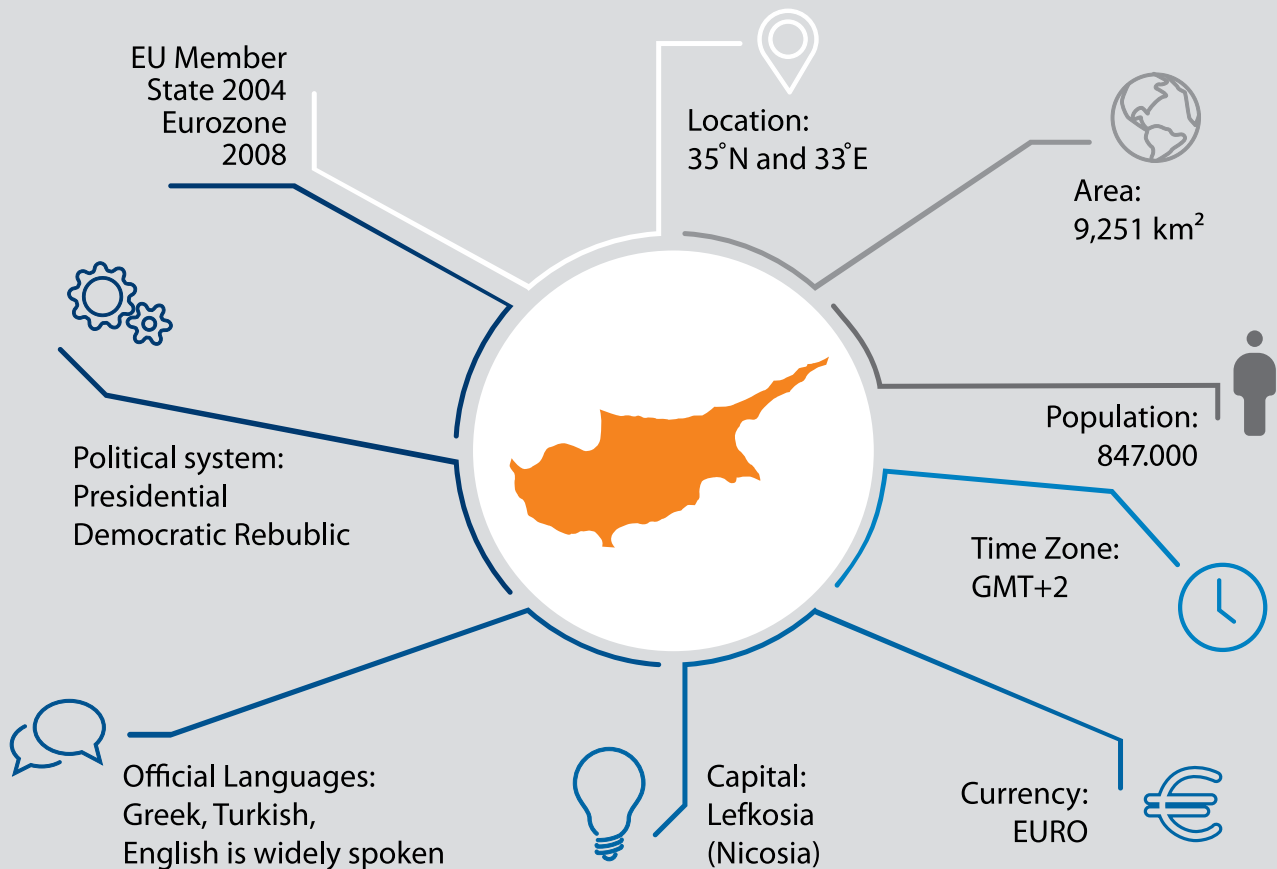 EU Member
State 2004
Eurozone
2008
Location:
35°N and 33°E
Area:
9,251 km²
Population:
847.000
Time Zone:
GMT+2
Currency:
EURO
Capital:
Lefkosia
(Nicosia)
Official Languages:
Greek, Turkish,
English is widely spoken
Political system:
Presidential
Democratic Rebublic